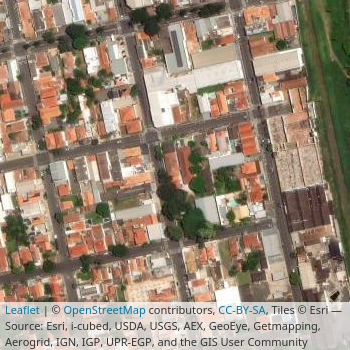 Leaflet | © OpenStreetMap contributors, CC-BY-SA, Tiles © Esri —
Source: Esri, i-cubed, USDA, USGS, AEX, GeoEye, Getmapping,
Aerogrid, IGN, IGP, UPR-EGP, and the GIS User Community